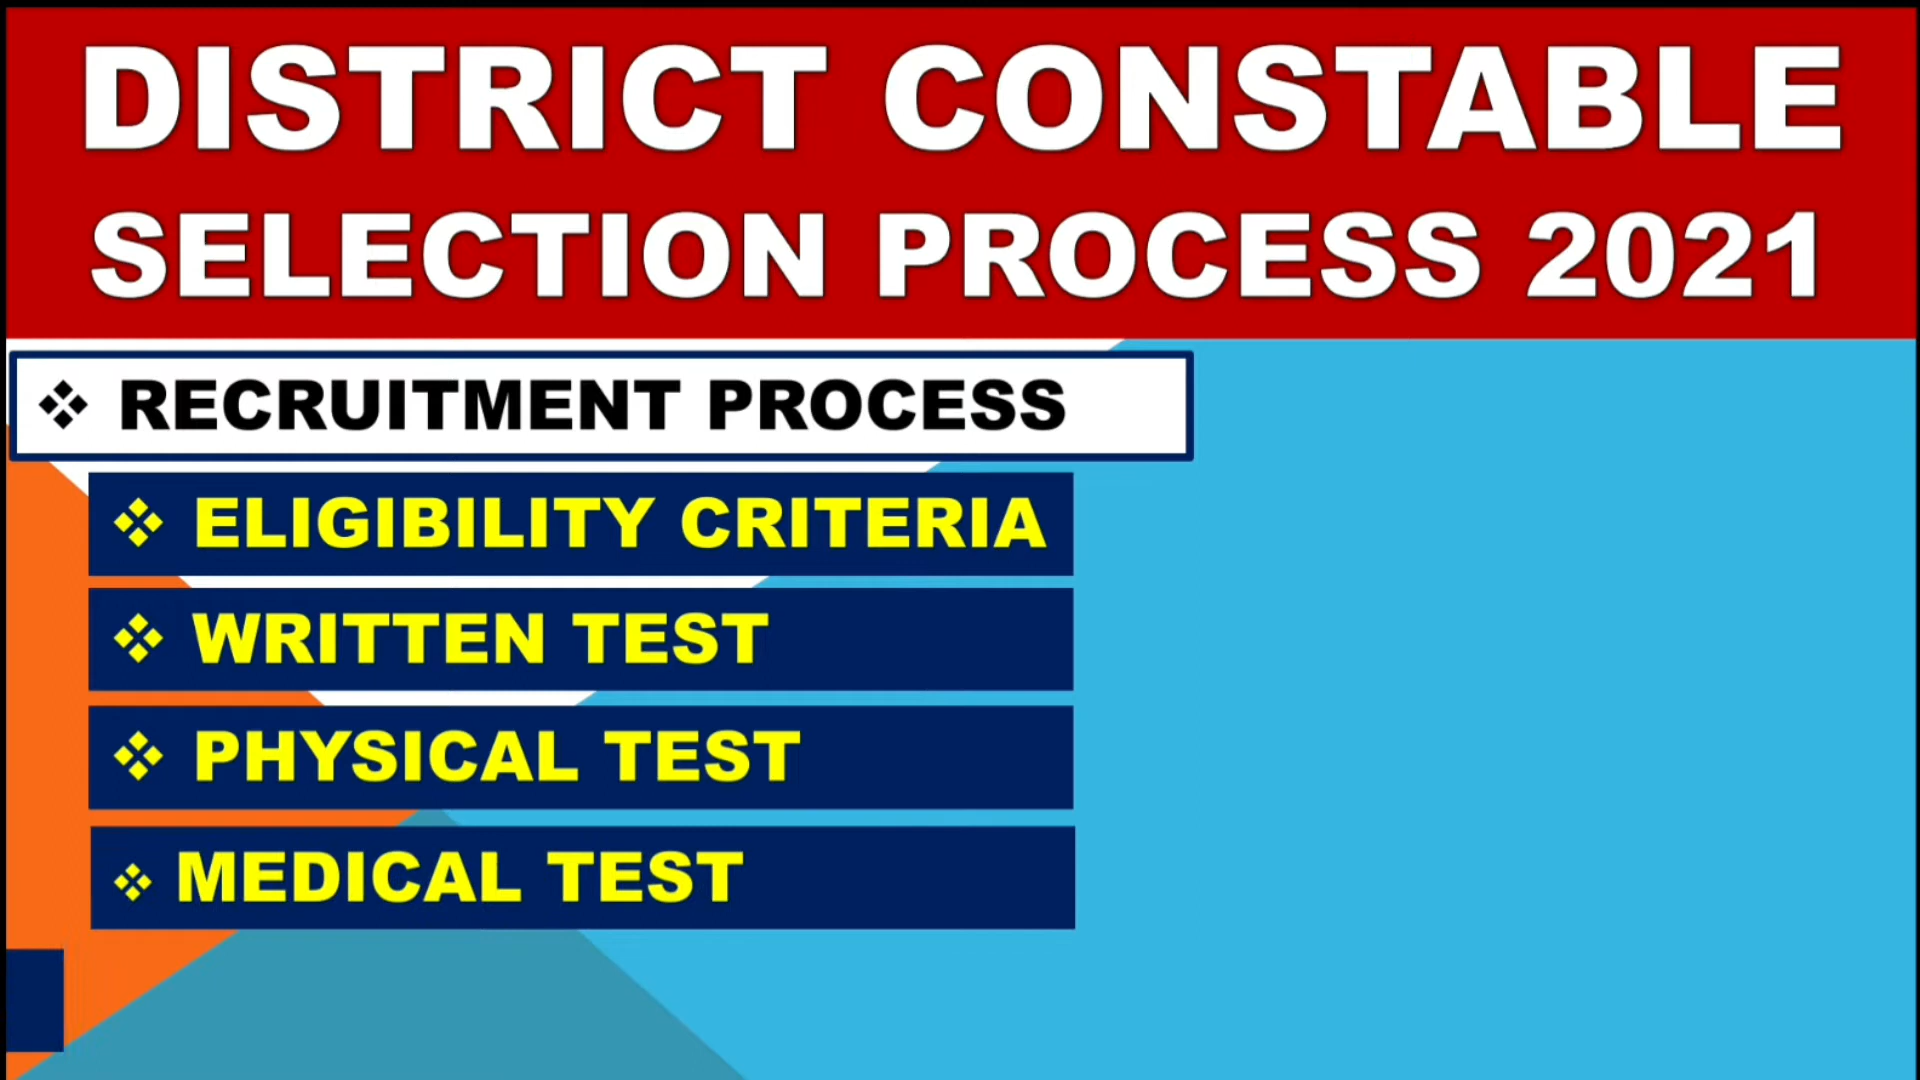 DISTRICT CONSTABLE
SELECTION PROCESS 2021
❖ RECRUITMENT PROCESS
❖ ELIGIBILITY CRITERIA
❖ WRITTEN TEST
❖ PHYSICAL TEST
❖ MEDICAL TEST